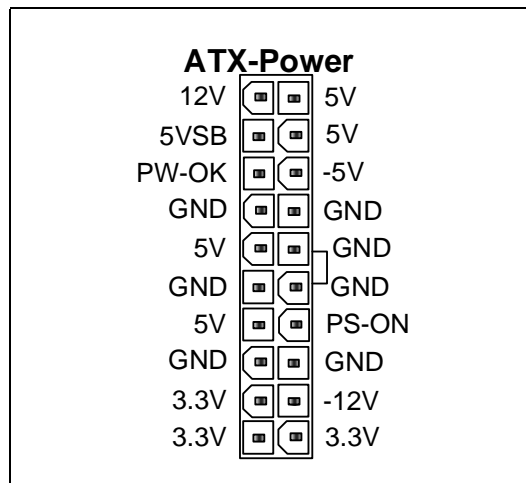 ATX-Power
12V 5V
5VSB 5V
PW-OK -5V
GND GND
5V GND
GND GND
5V PS-ON
GND GND
3.3V -12V
3.3V 3.3V